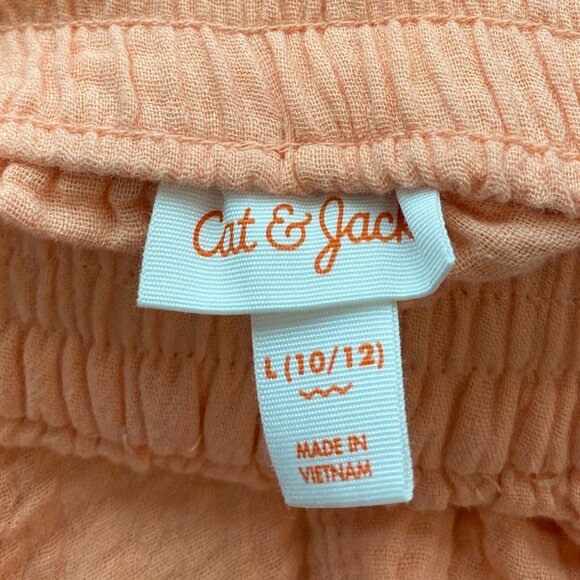 Cat & Jack
L (10/12)
MADE IN
VIETNAM